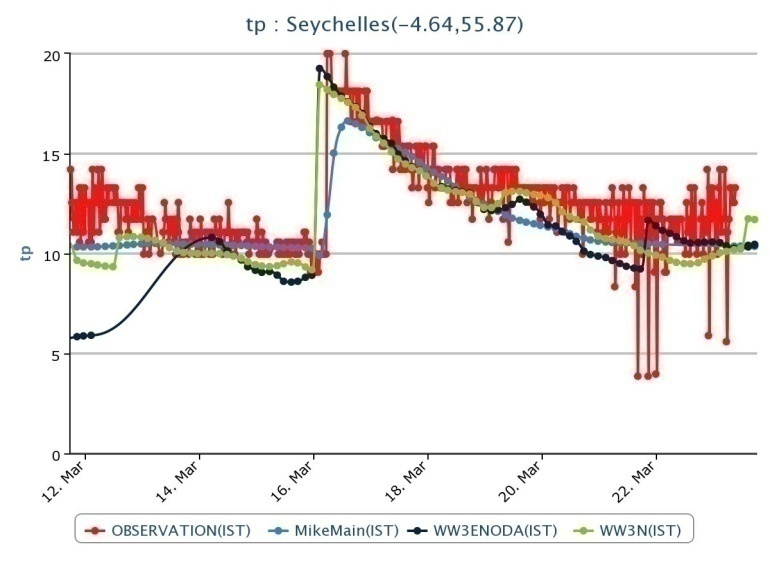 tp : Seychelles(−4.64,55.87)
20
15
10
5
0
tp
12. Mar
14. Mar
16. Mar
18. Mar
20. Mar
22. Mar
OBSERVATION(IST) MikeMain(IST) WW3ENODA(IST) WW3N(IST)